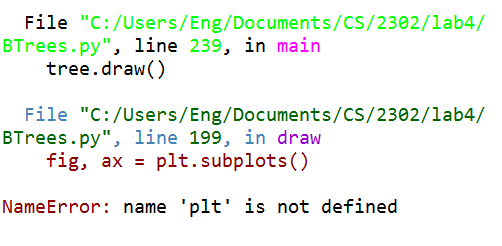 File "C:/Users/Eng/Documents/CS/2302/lab4/
BTrees.py", line 239, in main
tree.draw()
File "C:/Users/Eng/Documents/CS/2302/lab4/
BTrees.py", line 199, in draw
fig, ax = plt.subplots()
NameError: name 'plt' is not defined